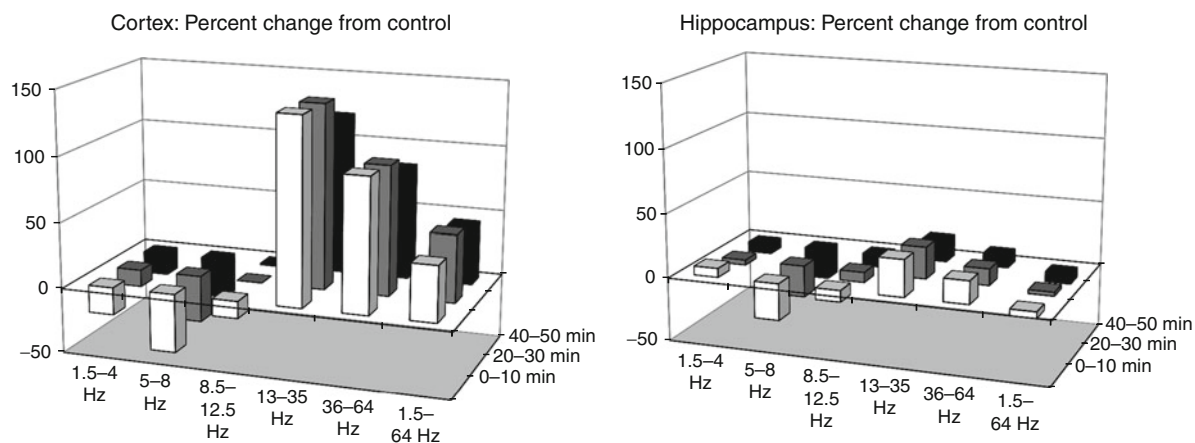 Cortex: Percent change from control
150
100
50
0
−50
1.5–4
Hz
5–8
Hz
8.5–
12.5
Hz
13–35
Hz
36–64
Hz
1.5–
64 Hz
40–50 min
20–30 min
0–10 min
Hippocampus: Percent change from control
150
100
50
0
−50
1.5–4
Hz
5–8
Hz
8.5–
12.5
Hz
13–35
Hz
36–64
Hz
1.5–
64 Hz
40–50 min
20–30 min
0–10 min